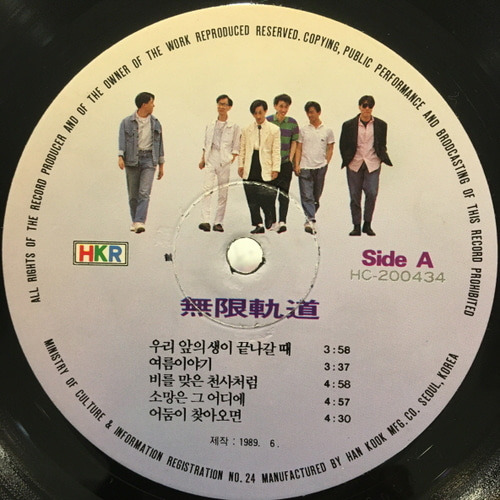 ALL RIGHTS OF THE RECORD PRODUCER AND OF THE OWNER OF THE WORK REPRODUCED RESERVED. COPYING, PUBLIC PERFORMANCE AND BRODCASTING OF THIS RECORD PROHIBITED
HKR
Side A
HC-200434
無限軌道
우리 앞의 생이 끝나갈 때 3:58
여름이야기 3:37
비를 맞은 천사처럼 4:58
소망은 그 어디에 4:57
어둠이 찾아오면 4:30
제작 : 1989. 6.
MINISTRY OF CULTURE & INFORMATION REGISTRATION NO. 24 MANUFACTURED BY HAN KOOK MFG. CO. SEOUL, KOREA